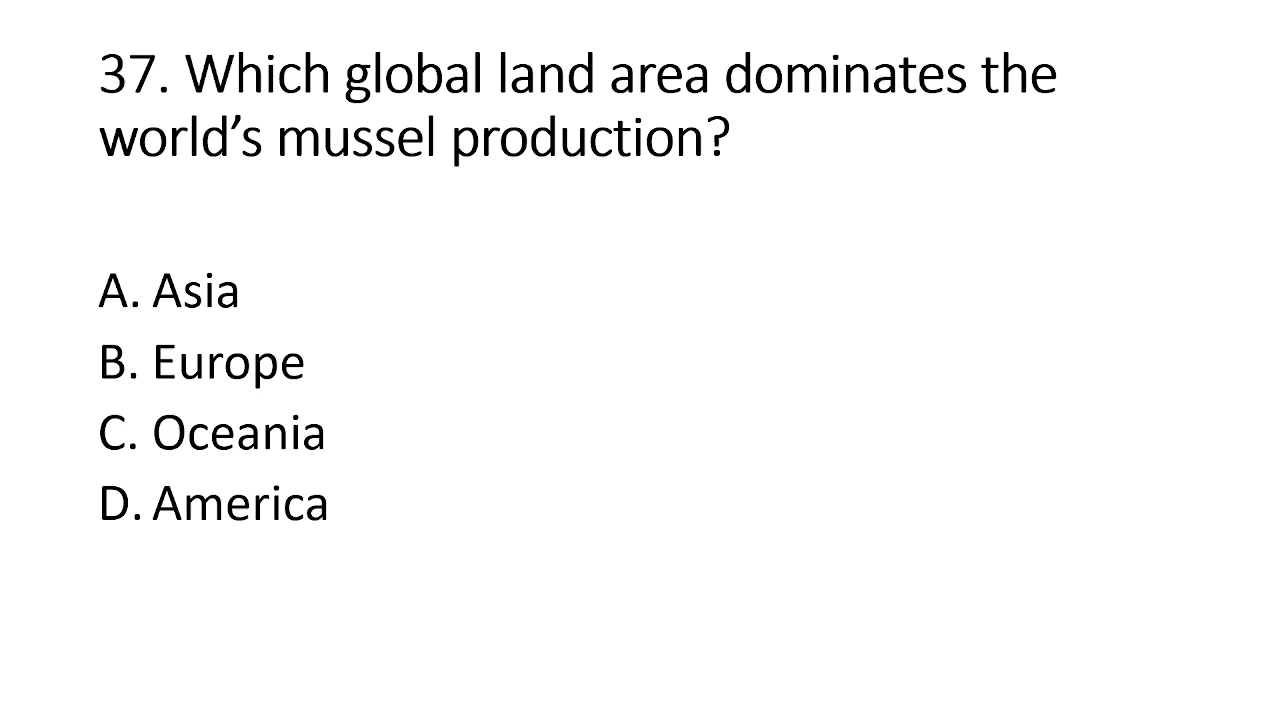 37. Which global land area dominates the
world’s mussel production?
A. Asia
B. Europe
C. Oceania
D. America